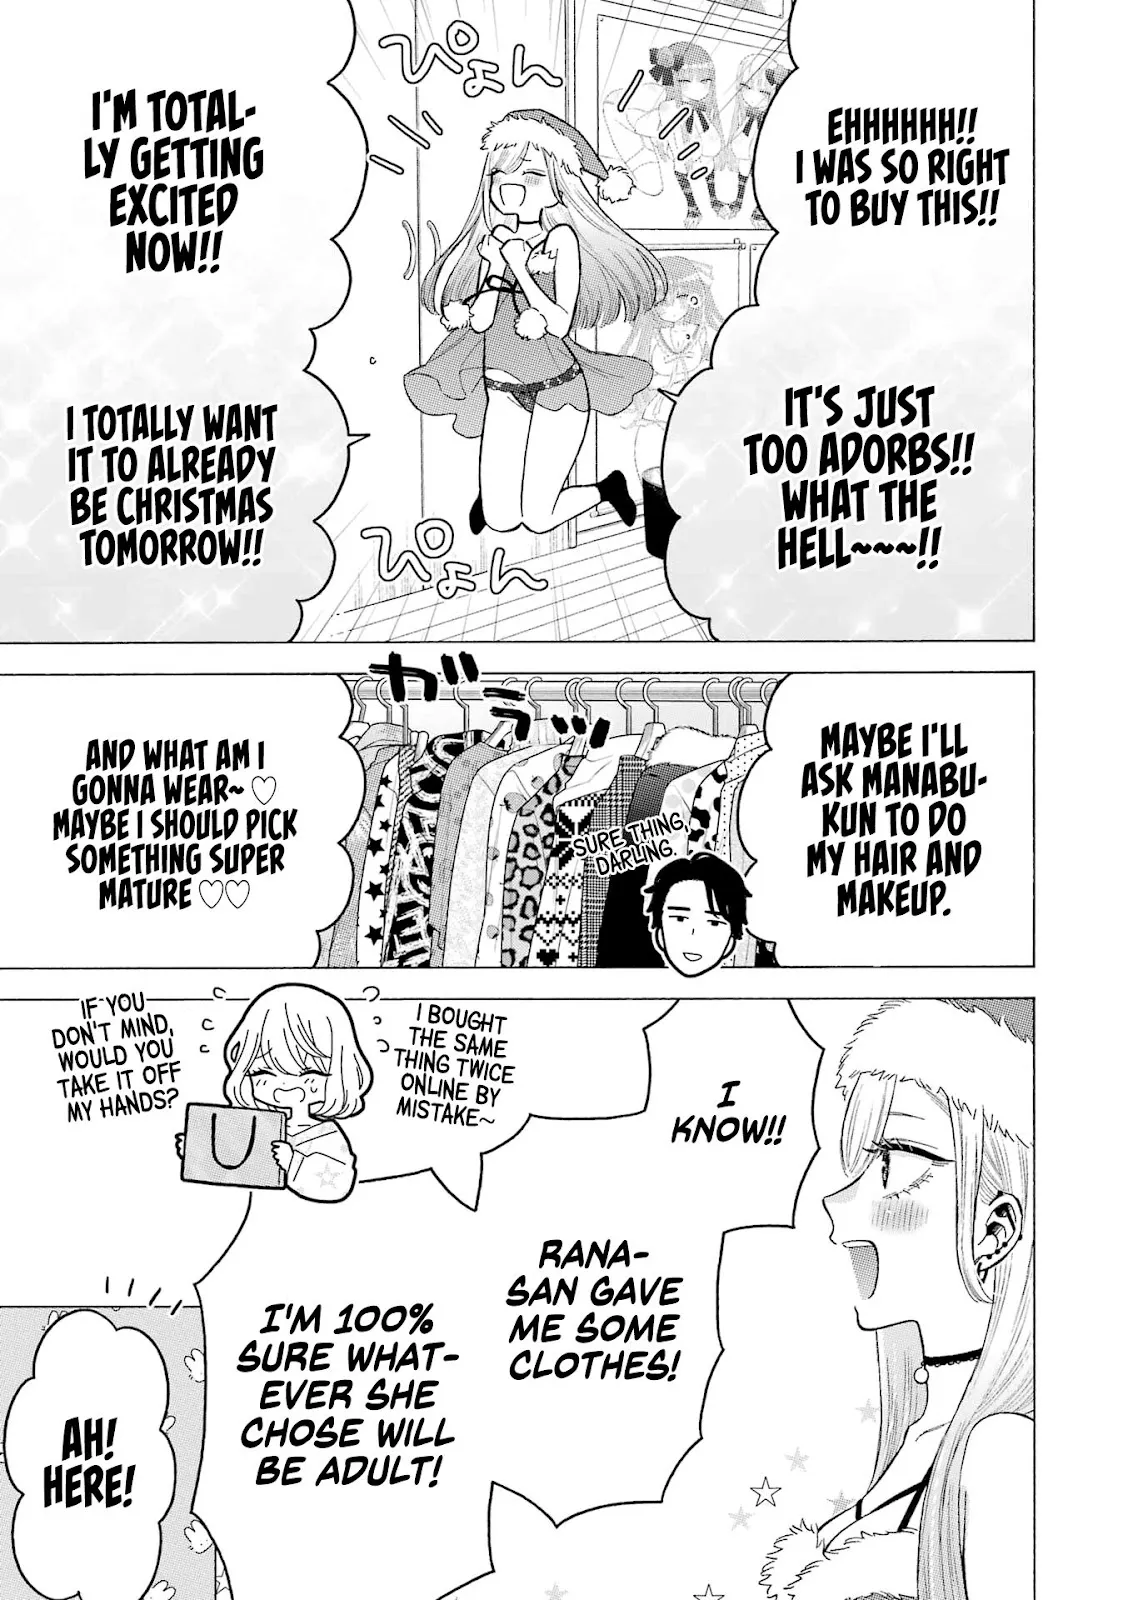 ぴょん
EHHHHHH!!
I WAS SO RIGHT
TO BUY THIS!!
IT'S JUST
TOO ADORBS!!
WHAT THE
HELL~~~!!
I'M TOTAL-
LY GETTING
EXCITED
NOW!!
I TOTALLY WANT
IT TO ALREADY
BE CHRISTMAS
TOMORROW!!
ぴょん
MAYBE I'LL
ASK MANABU-
KUN TO DO
MY HAIR AND
MAKEUP.
SURE THING,
DARLING.
ガラッ
AND WHAT AM I
GONNA WEAR~ ♡
MAYBE I SHOULD PICK
SOMETHING SUPER
MATURE ♡♡
I
KNOW!!
RANA-
SAN GAVE
ME SOME
CLOTHES!
I BOUGHT
THE SAME
THING TWICE
ONLINE BY
MISTAKE~
IF YOU
DON'T MIND,
WOULD YOU
TAKE IT OFF
MY HANDS?
I'M 100%
SURE WHAT-
EVER SHE
CHOSE WILL
BE ADULT!
AH!
HERE!